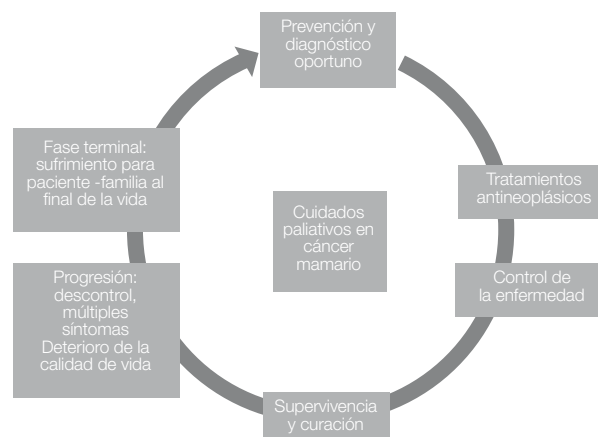 Prevención y
diagnóstico
oportuno
Tratamientos
antineoplásicos
Control de
la enfermedad
Supervivencia
y curación
Progresión:
descontrol,
múltiples
síntomas
Deterioro de la
calidad de vida
Fase terminal:
sufrimiento para
paciente -familia al
final de la vida
Cuidados
paliativos en
cáncer
mamario